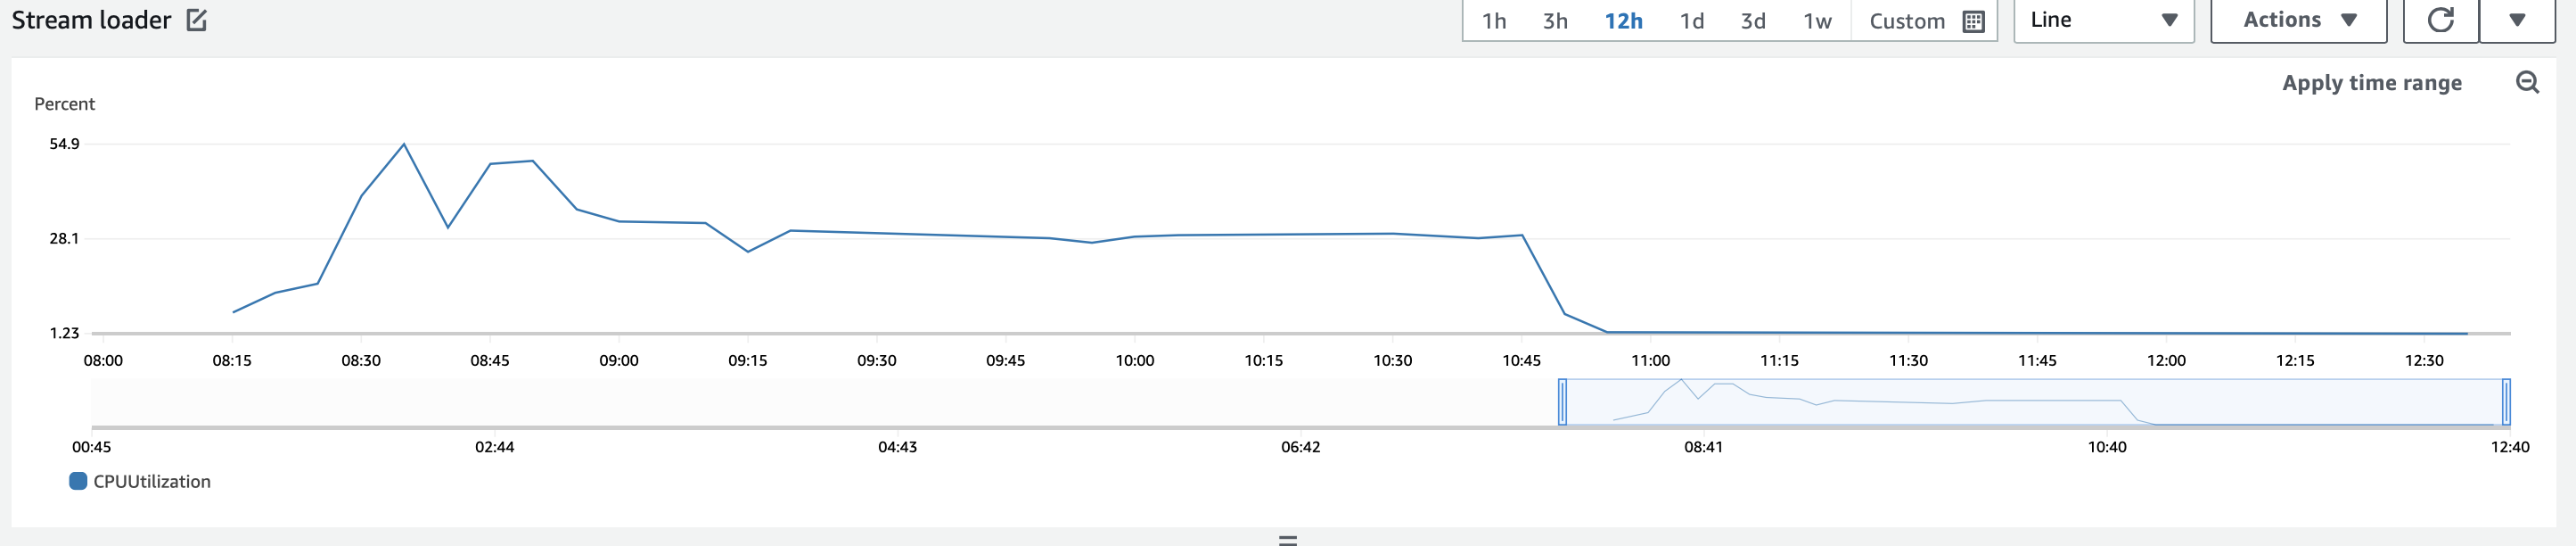 Stream loader
1h 3h 12h 1d 3d 1w Custom Line Actions
Apply time range
Percent
54.9
28.1
1.23
08:00 08:15 08:30 08:45 09:00 09:15 09:30 09:45 10:00 10:15 10:30 10:45 11:00 11:15 11:30 11:45 12:00 12:15 12:30
00:45 02:44 04:43 06:42 08:41 10:40 12:40
CPUUtilization